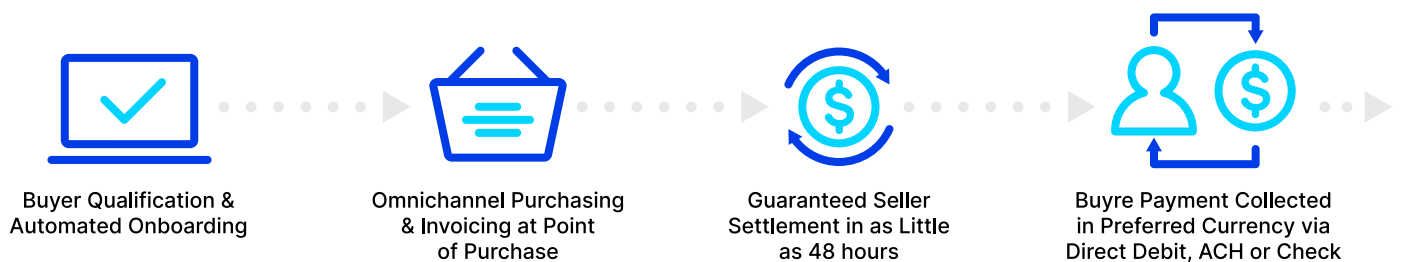 Buyer Qualification &
Automated Onboarding
Omnichannel Purchasing
& Invoicing at Point
of Purchase
$
Guaranteed Seller
Settlement in as Little
as 48 hours
$
Buyre Payment Collected
in Preferred Currency via
Direct Debit, ACH or Check